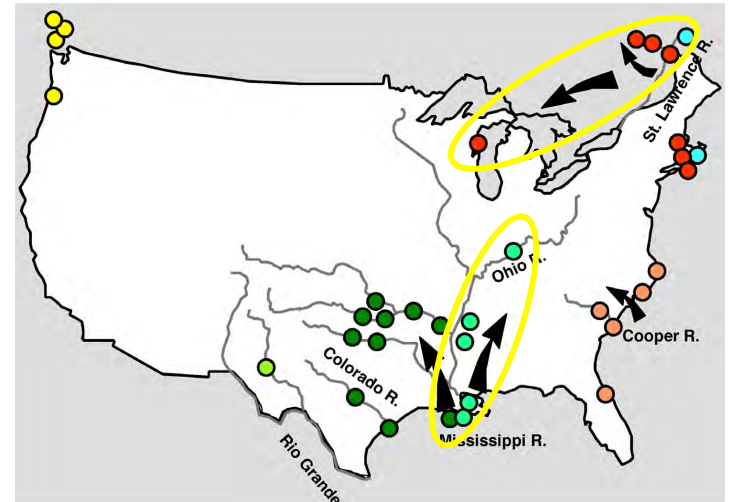 St. Lawrence R.
Ohio R.
Cooper R.
Colorado R.
Mississippi R.
Rio Grande